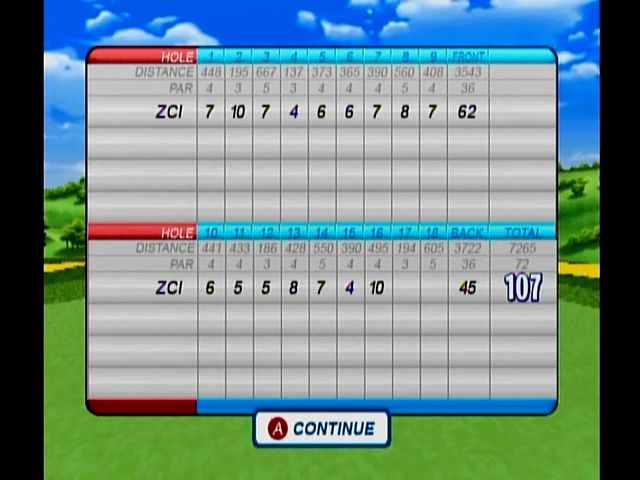 HOLE 1 2 3 4 5 6 7 8 9 FRONT
DISTANCE 448 195 667 137 373 365 390 560 408 3543
PAR 4 3 5 3 4 4 4 5 4 36
ZCI 7 10 7 4 6 6 7 8 7 62
HOLE 10 11 12 13 14 15 16 17 18 BACK TOTAL
DISTANCE 441 433 186 428 550 390 495 194 605 3722 7265
PAR 4 4 3 4 5 4 4 3 5 36 72
ZCI 6 5 5 8 7 4 10 45 107
A CONTINUE